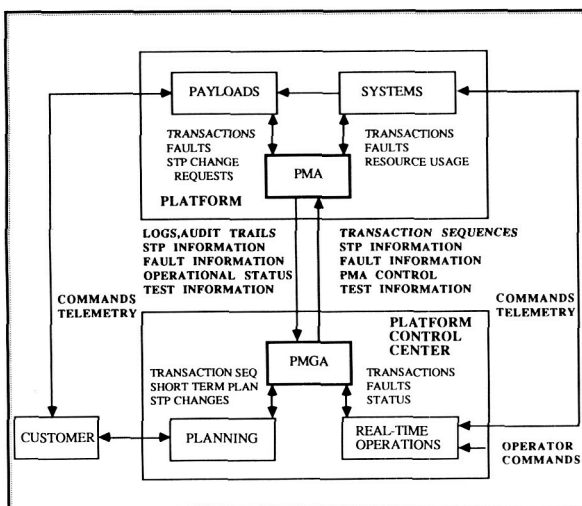 PAYLOADS
SYSTEMS
TRANSACTIONS
FAULTS
STP CHANGE
REQUESTS
TRANSACTIONS
FAULTS
RESOURCE USAGE
PMA
PLATFORM
LOGS,AUDIT TRAILS
STP INFORMATION
FAULT INFORMATION
OPERATIONAL STATUS
TEST INFORMATION
TRANSACTION SEQUENCES
STP INFORMATION
FAULT INFORMATION
PMA CONTROL
TEST INFORMATION
COMMANDS
TELEMETRY
COMMANDS
TELEMETRY
PLATFORM
CONTROL
CENTER
PMGA
TRANSACTION SEQ
SHORT TERM PLAN
STP CHANGES
TRANSACTIONS
FAULTS
STATUS
CUSTOMER
PLANNING
REAL-TIME
OPERATIONS
OPERATOR
COMMANDS